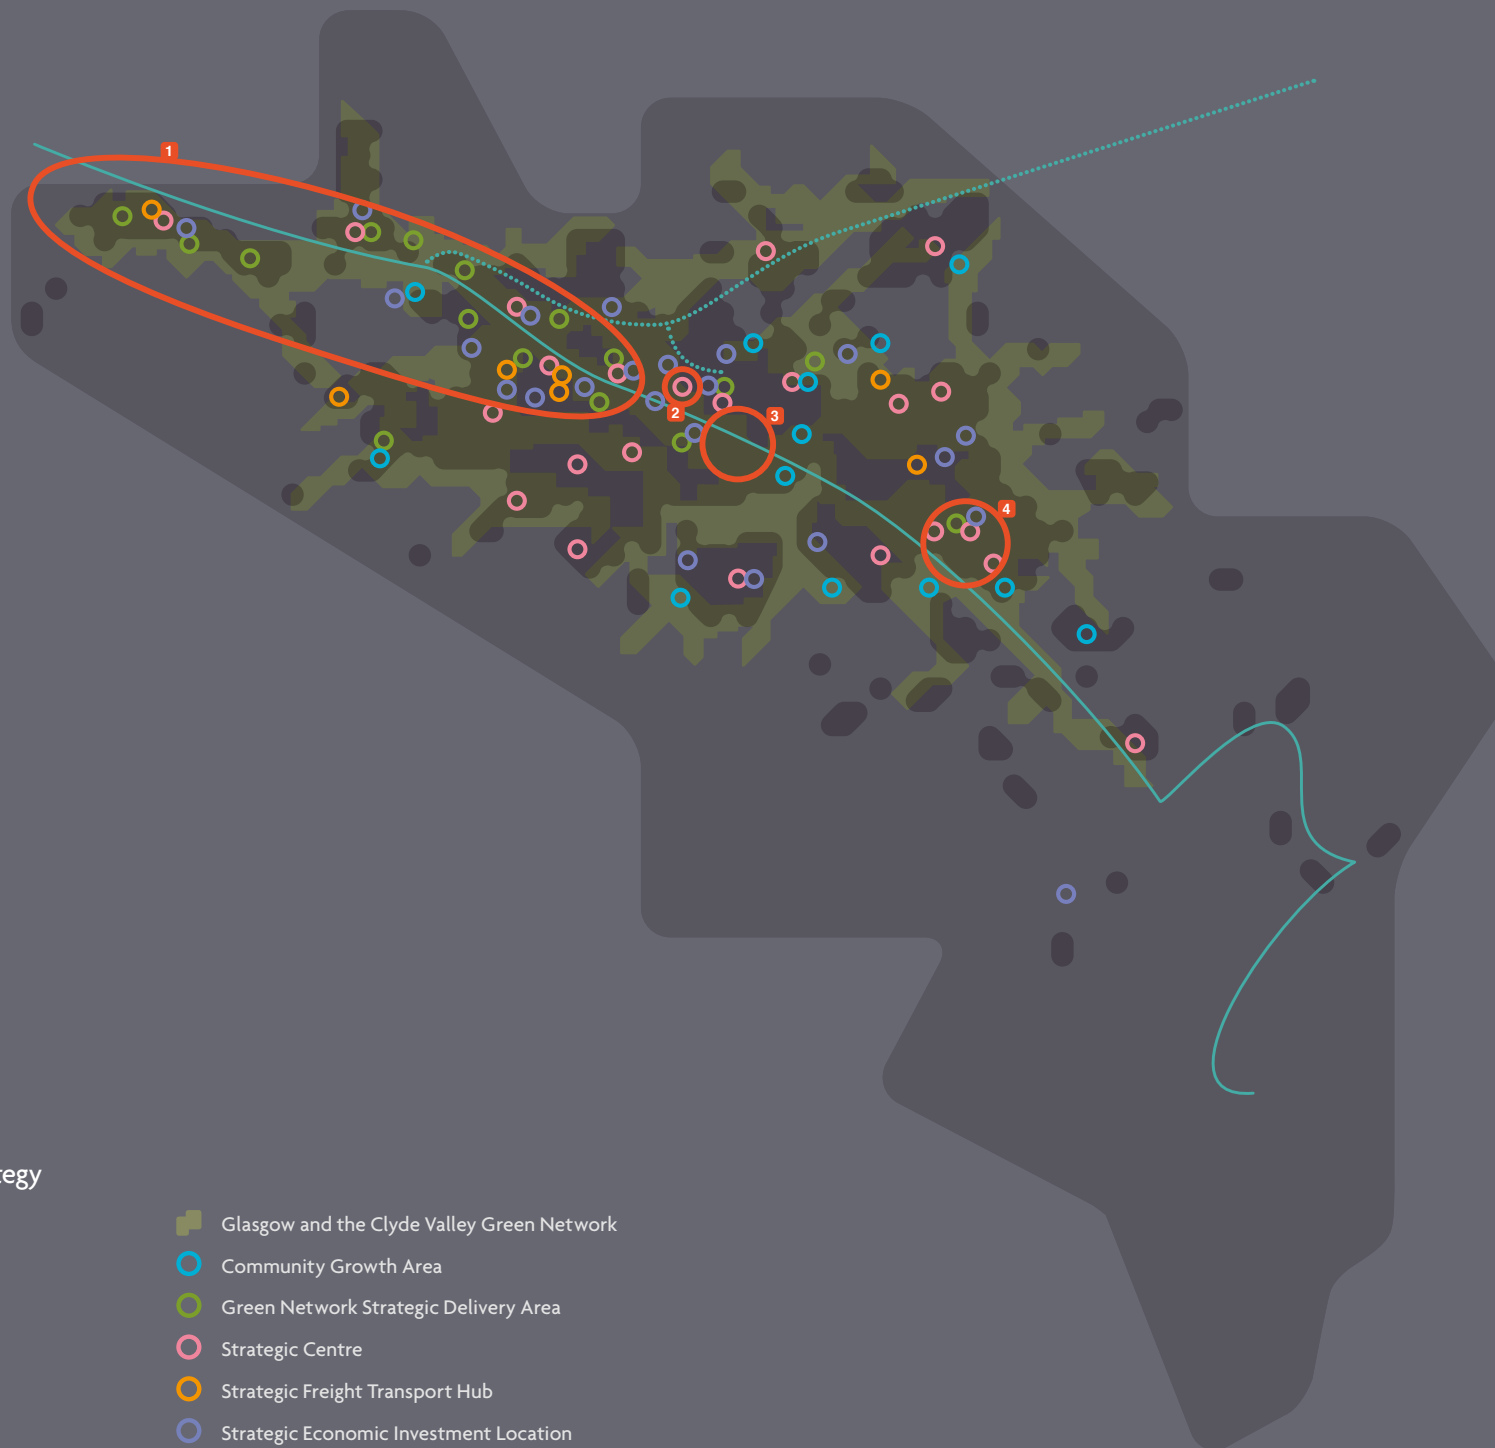 1
2
3
4
tegy
Glasgow and the Clyde Valley Green Network
Community Growth Area
Green Network Strategic Delivery Area
Strategic Centre
Strategic Freight Transport Hub
Strategic Economic Investment Location